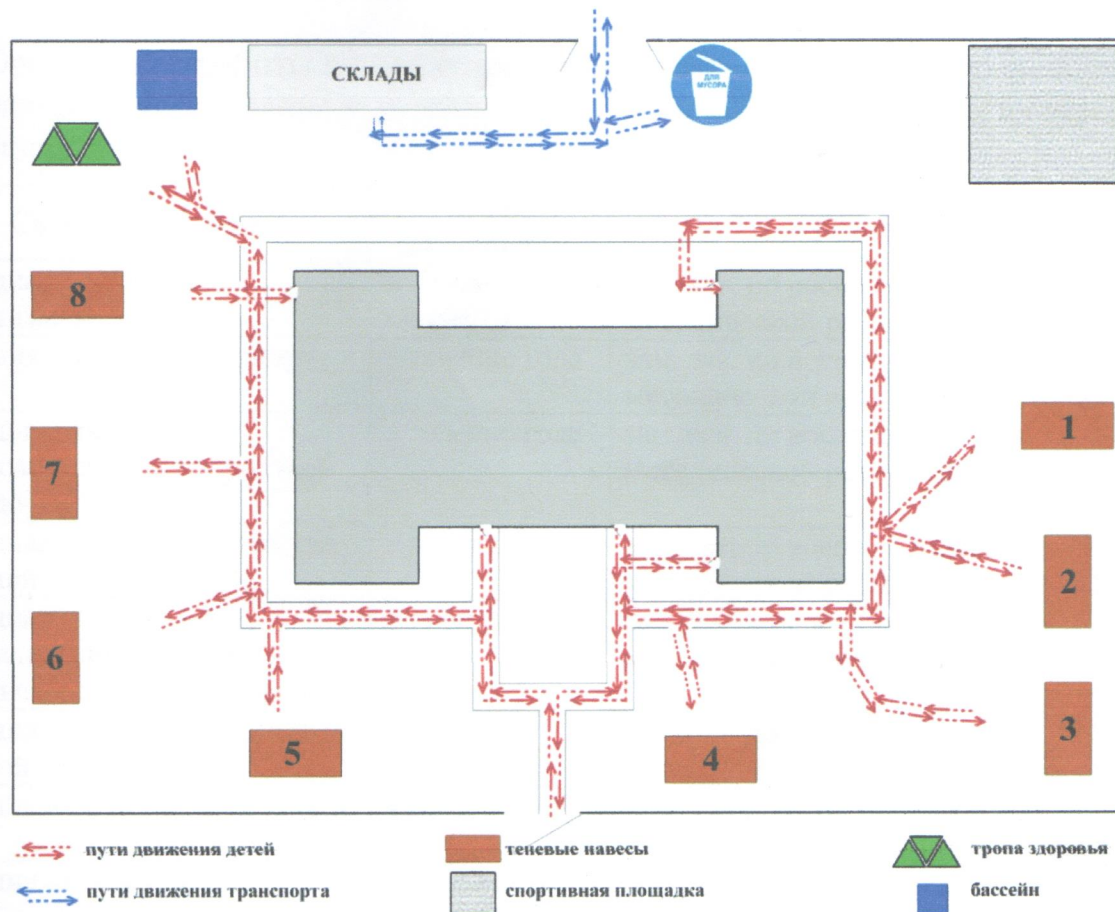 СКЛАДЫ
ДЛЯ
МУСОРА
8
1
7
2
6
3
5
4
пути движения детей
теневые навесы
тропа здоровья
пути движения транспорта
спортивная площадка
бассейн